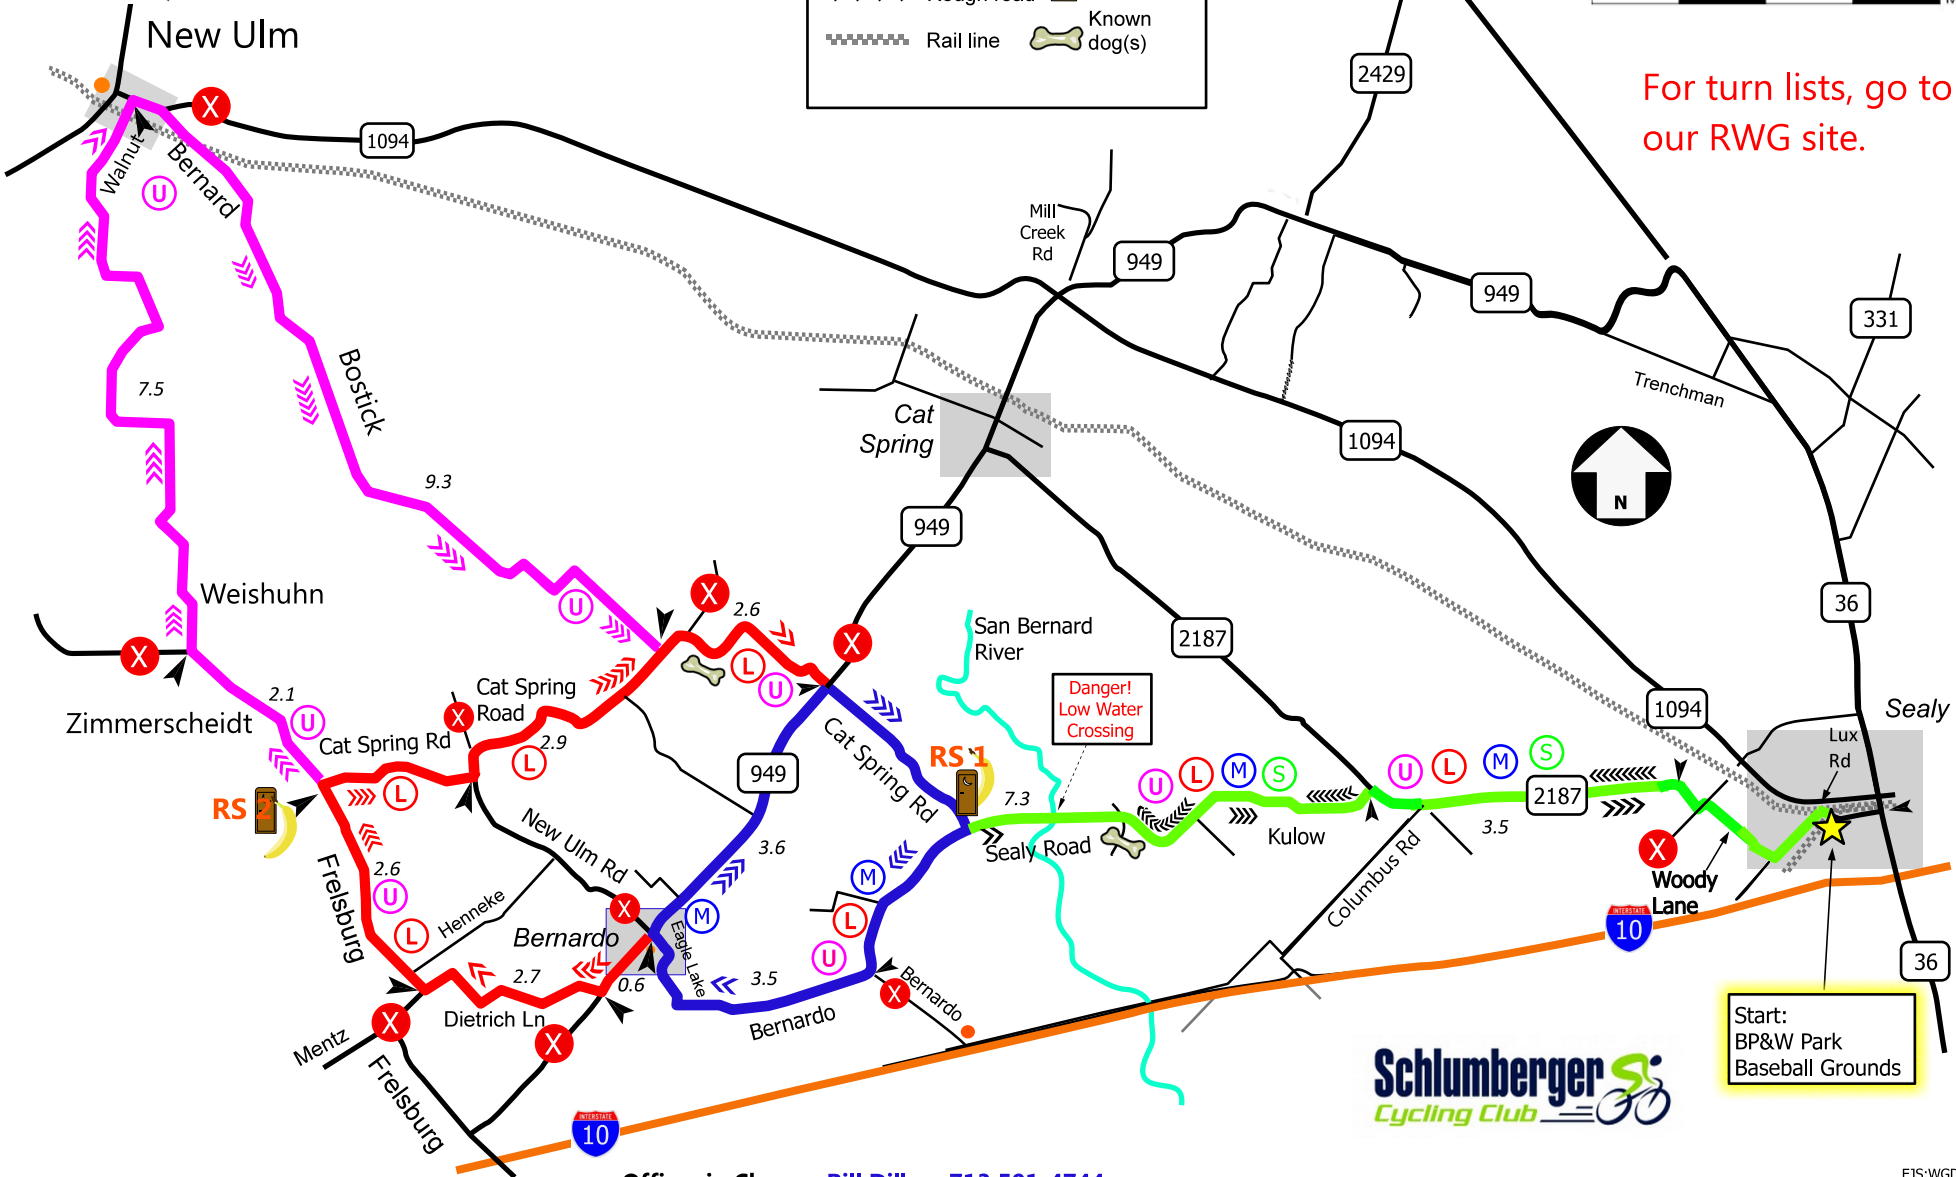 New Ulm
Known
dog(s)
Rail line
2429
For turn lists, go to
our RWG site.
X
1094
Walnut
Bernard
U
Mill
Creek
Rd
949
949
331
Trenchman
Bostick
7.5
Cat
Spring
1094
N
9.3
949
Weishuhn
X
2.6
U
36
San Bernard
River
2187
X
X
L
U
Danger!
Low Water
Crossing
2.1
Cat Spring
Road
Zimmerscheidt
U
X
Cat Spring Rd
2.9
L
L
1094
Sealy
Lux
Rd
Cat Spring Rd
949
RS 1
U
L
M
S
U
L
M
S
2187
RS 2
7.3
Kulow
3.5
Sealy Road
New Ulm Rd
3.6
Columbus Rd
X
Woody
Lane
Frelsburg
2.6
U
L
Henneke
X
M
M
L
U
Bernardo
Eagle Lake
INTERSTATE
10
2.7
0.6
3.5
Bernardo
X
Bernardo
36
Dietrich Ln
X
X
Mentz
Frelsburg
Start:
BP&W Park
Baseball Grounds
Schlumberger
Cycling Club
INTERSTATE
10